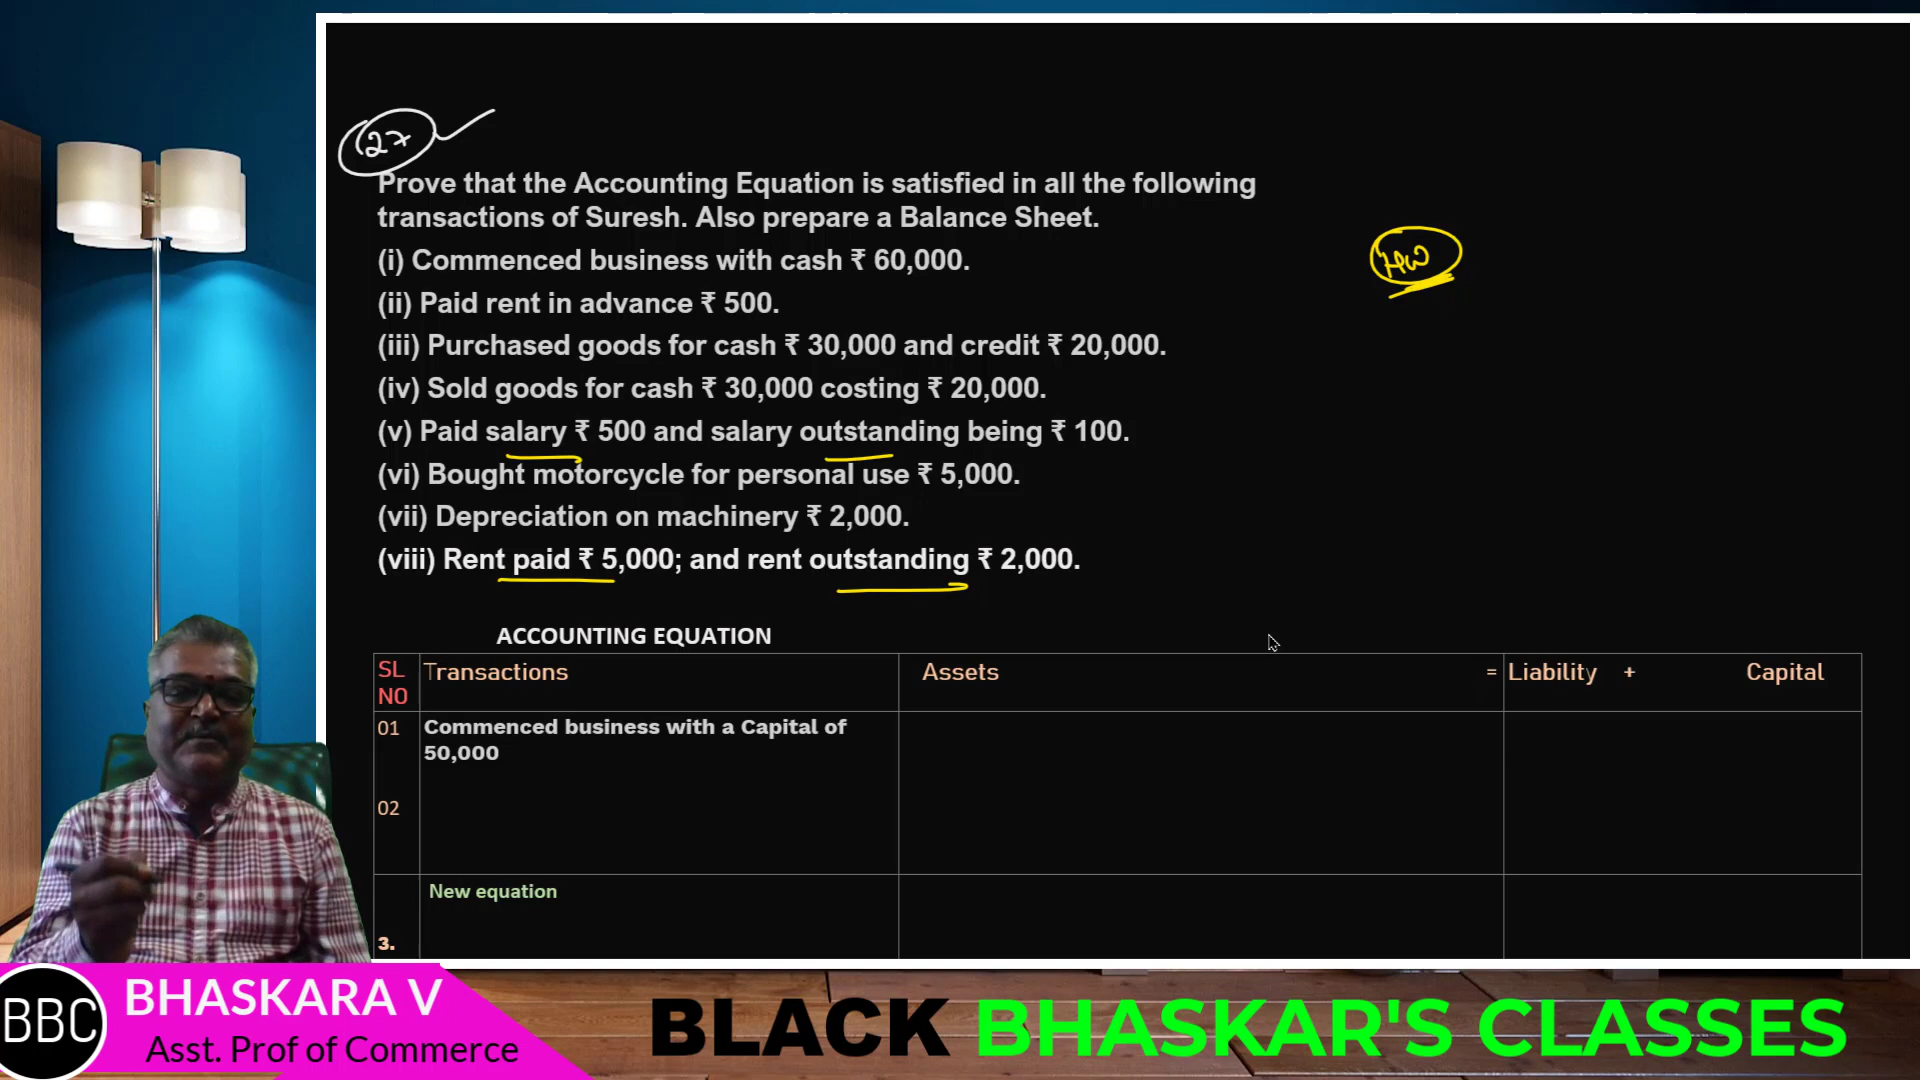 27
Prove that the Accounting Equation is satisfied in all the following
transactions of Suresh. Also prepare a Balance Sheet.
(i) Commenced business with cash ₹ 60,000.
HW
(ii) Paid rent in advance ₹ 500.
(iii) Purchased goods for cash ₹ 30,000 and credit ₹ 20,000.
(iv) Sold goods for cash ₹ 30,000 costing ₹ 20,000.
(v) Paid salary ₹ 500 and salary outstanding being ₹ 100.
(vi) Bought motorcycle for personal use ₹ 5,000.
(vii) Depreciation on machinery ₹ 2,000.
(viii) Rent paid ₹ 5,000; and rent outstanding ₹ 2,000.
ACCOUNTING EQUATION
SL NO Transactions Assets = Liability + Capital
01 Commenced business with a Capital of
50,000
02
New equation
3.
BBC
BHASKARA V
Asst. Prof of Commerce
BLACK BHASKAR'S CLASSES